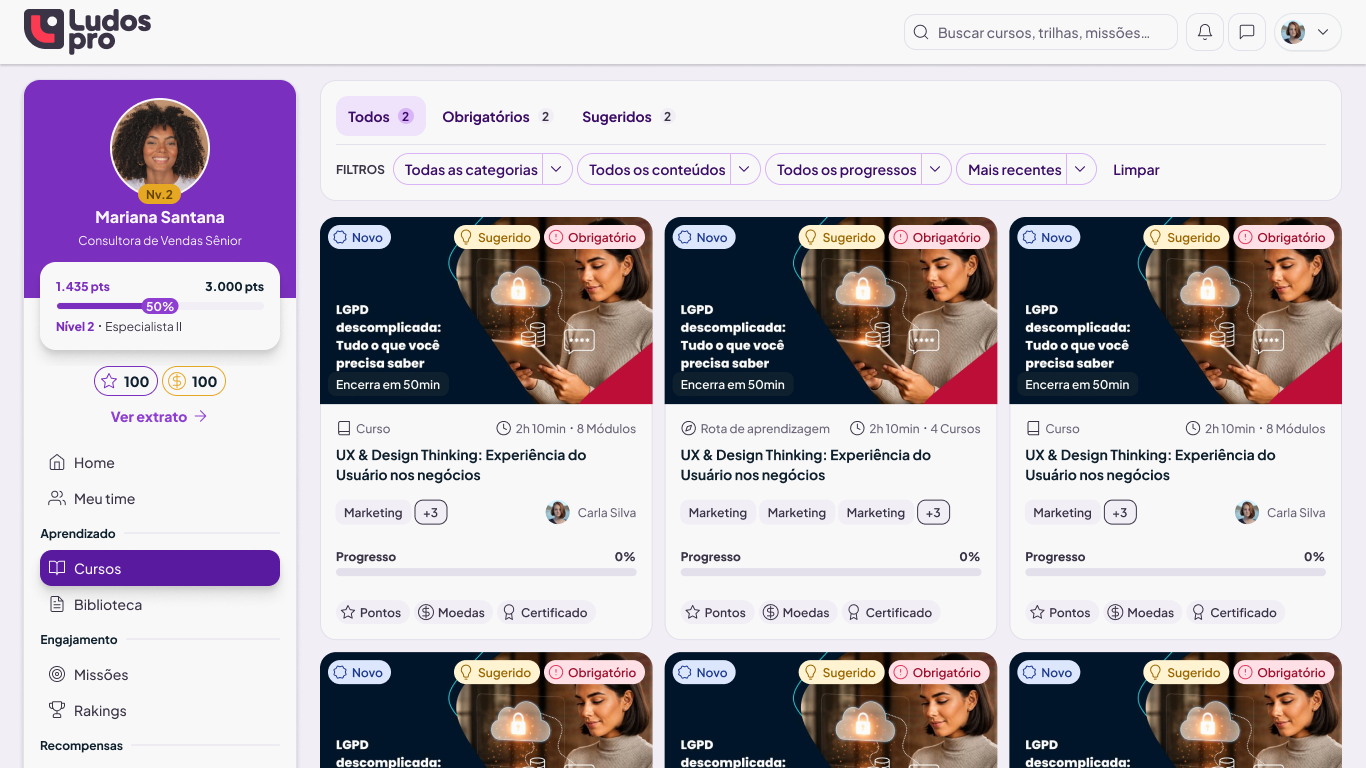 Ludos
pro
Buscar cursos, trilhas, missões...
Nv.2
Mariana Santana
Consultora de Vendas Sênior
1.435 pts 3.000 pts
50%
Nível 2 • Especialista II
100 100
Ver extrato
Home
Meu time
Aprendizado
Cursos
Biblioteca
Engajamento
Missões
Rakings
Recompensas
Todos 2 Obrigatórios 2 Sugeridos 2
FILTROS Todas as categorias Todos os conteúdos Todos os progressos Mais recentes Limpar
Novo Sugerido Obrigatório
LGPD
descomplicada:
Tudo o que você
precisa saber
Encerra em 50min
Curso 2h 10min • 8 Módulos
UX & Design Thinking: Experiência do
Usuário nos negócios
Marketing +3 Carla Silva
Progresso 0%
Pontos Moedas Certificado
Novo Sugerido Obrigatório
LGPD
descomplicada:
Tudo o que você
precisa saber
Encerra em 50min
Rota de aprendizagem 2h 10min • 4 Cursos
UX & Design Thinking: Experiência do
Usuário nos negócios
Marketing Marketing Marketing +3
Progresso 0%
Pontos Moedas Certificado
Novo Sugerido Obrigatório
LGPD
descomplicada:
Tudo o que você
precisa saber
Encerra em 50min
Curso 2h 10min • 8 Módulos
UX & Design Thinking: Experiência do
Usuário nos negócios
Marketing +3 Carla Silva
Progresso 0%
Pontos Moedas Certificado
Novo Sugerido Obrigatório
LGPD
descomplicada:
Novo Sugerido Obrigatório
LGPD
descomplicada:
Novo Sugerido Obrigatório
LGPD
descomplicada: